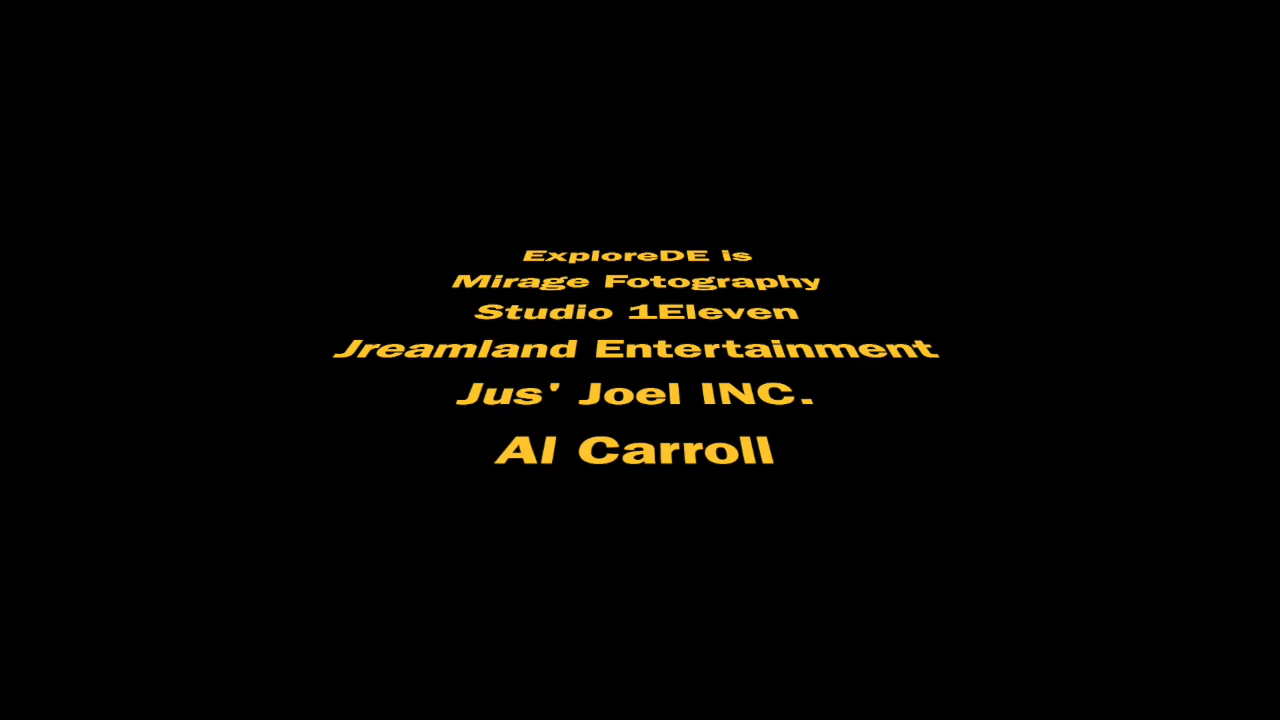 ExploreDE is
Mirage Fotography
Studio 1Eleven
Jreamland Entertainment
Jus' Joel INC.
Al Carroll